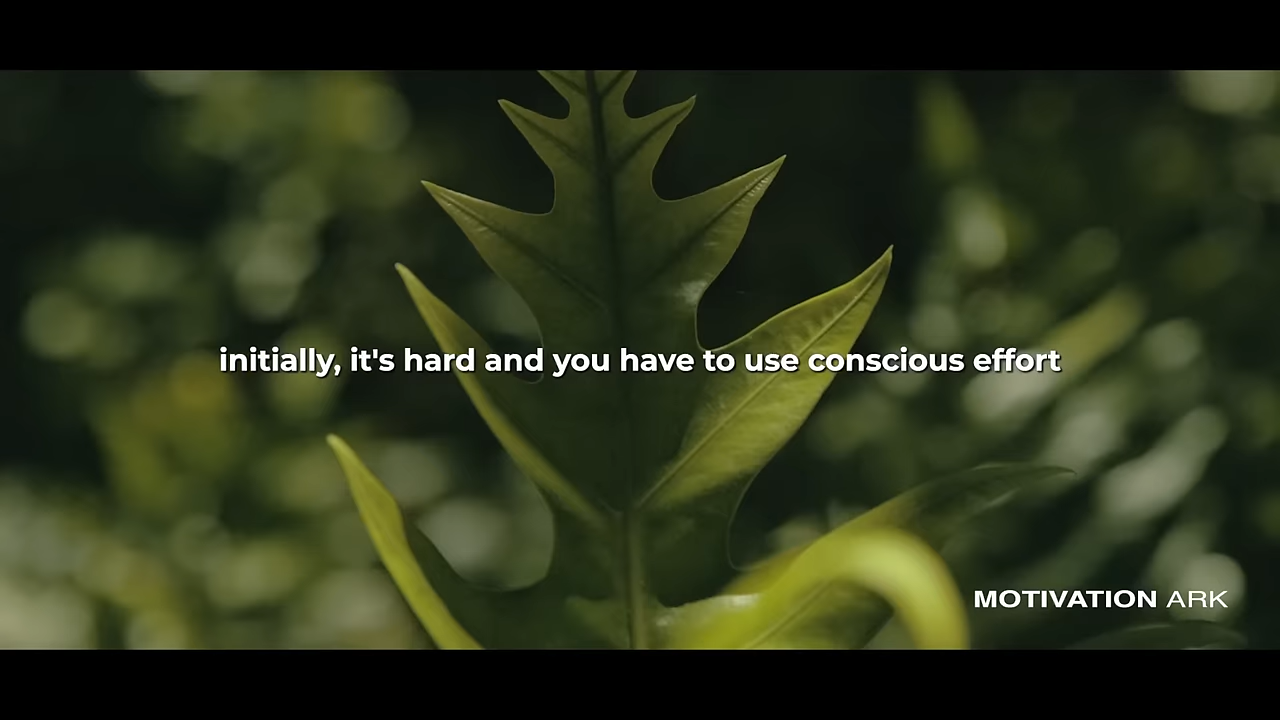 initially, it's hard and you have to use conscious effort
MOTIVATION ARK